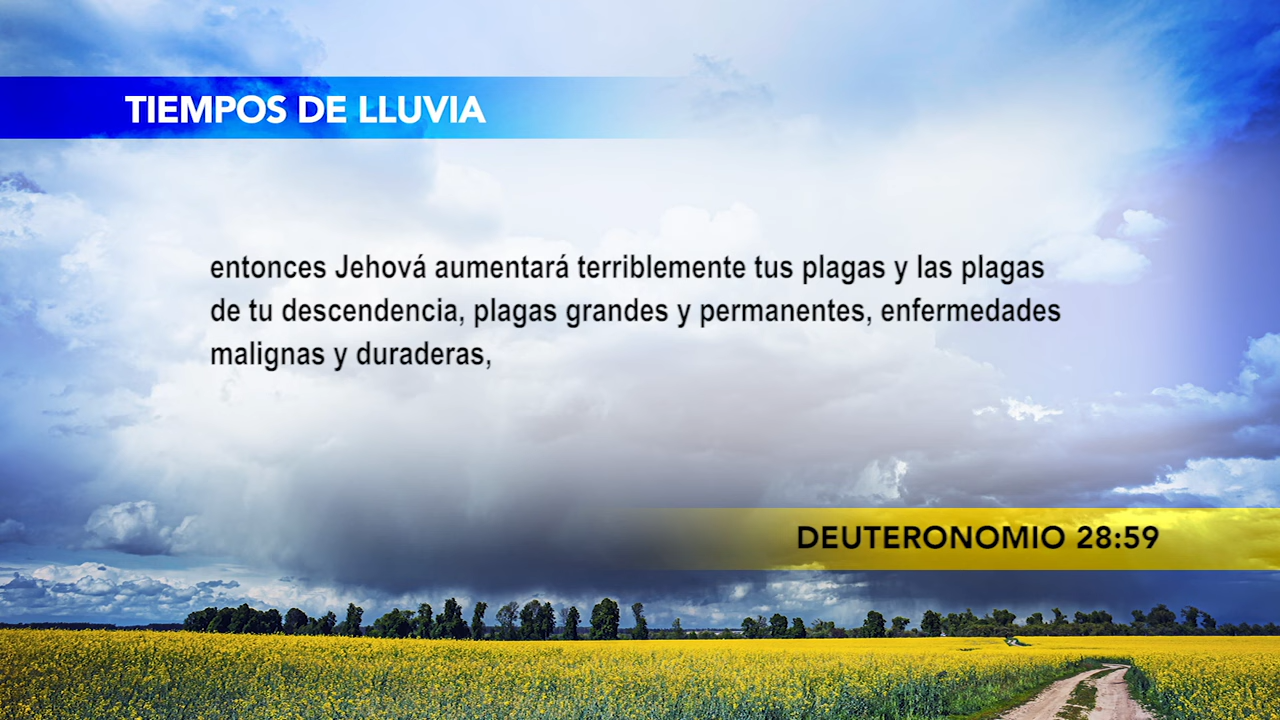 TIEMPOS DE LLUVIA
entonces Jehová aumentará terriblemente tus plagas y las plagas
de tu descendencia, plagas grandes y permanentes, enfermedades
malignas y duraderas,
DEUTERONOMIO 28:59